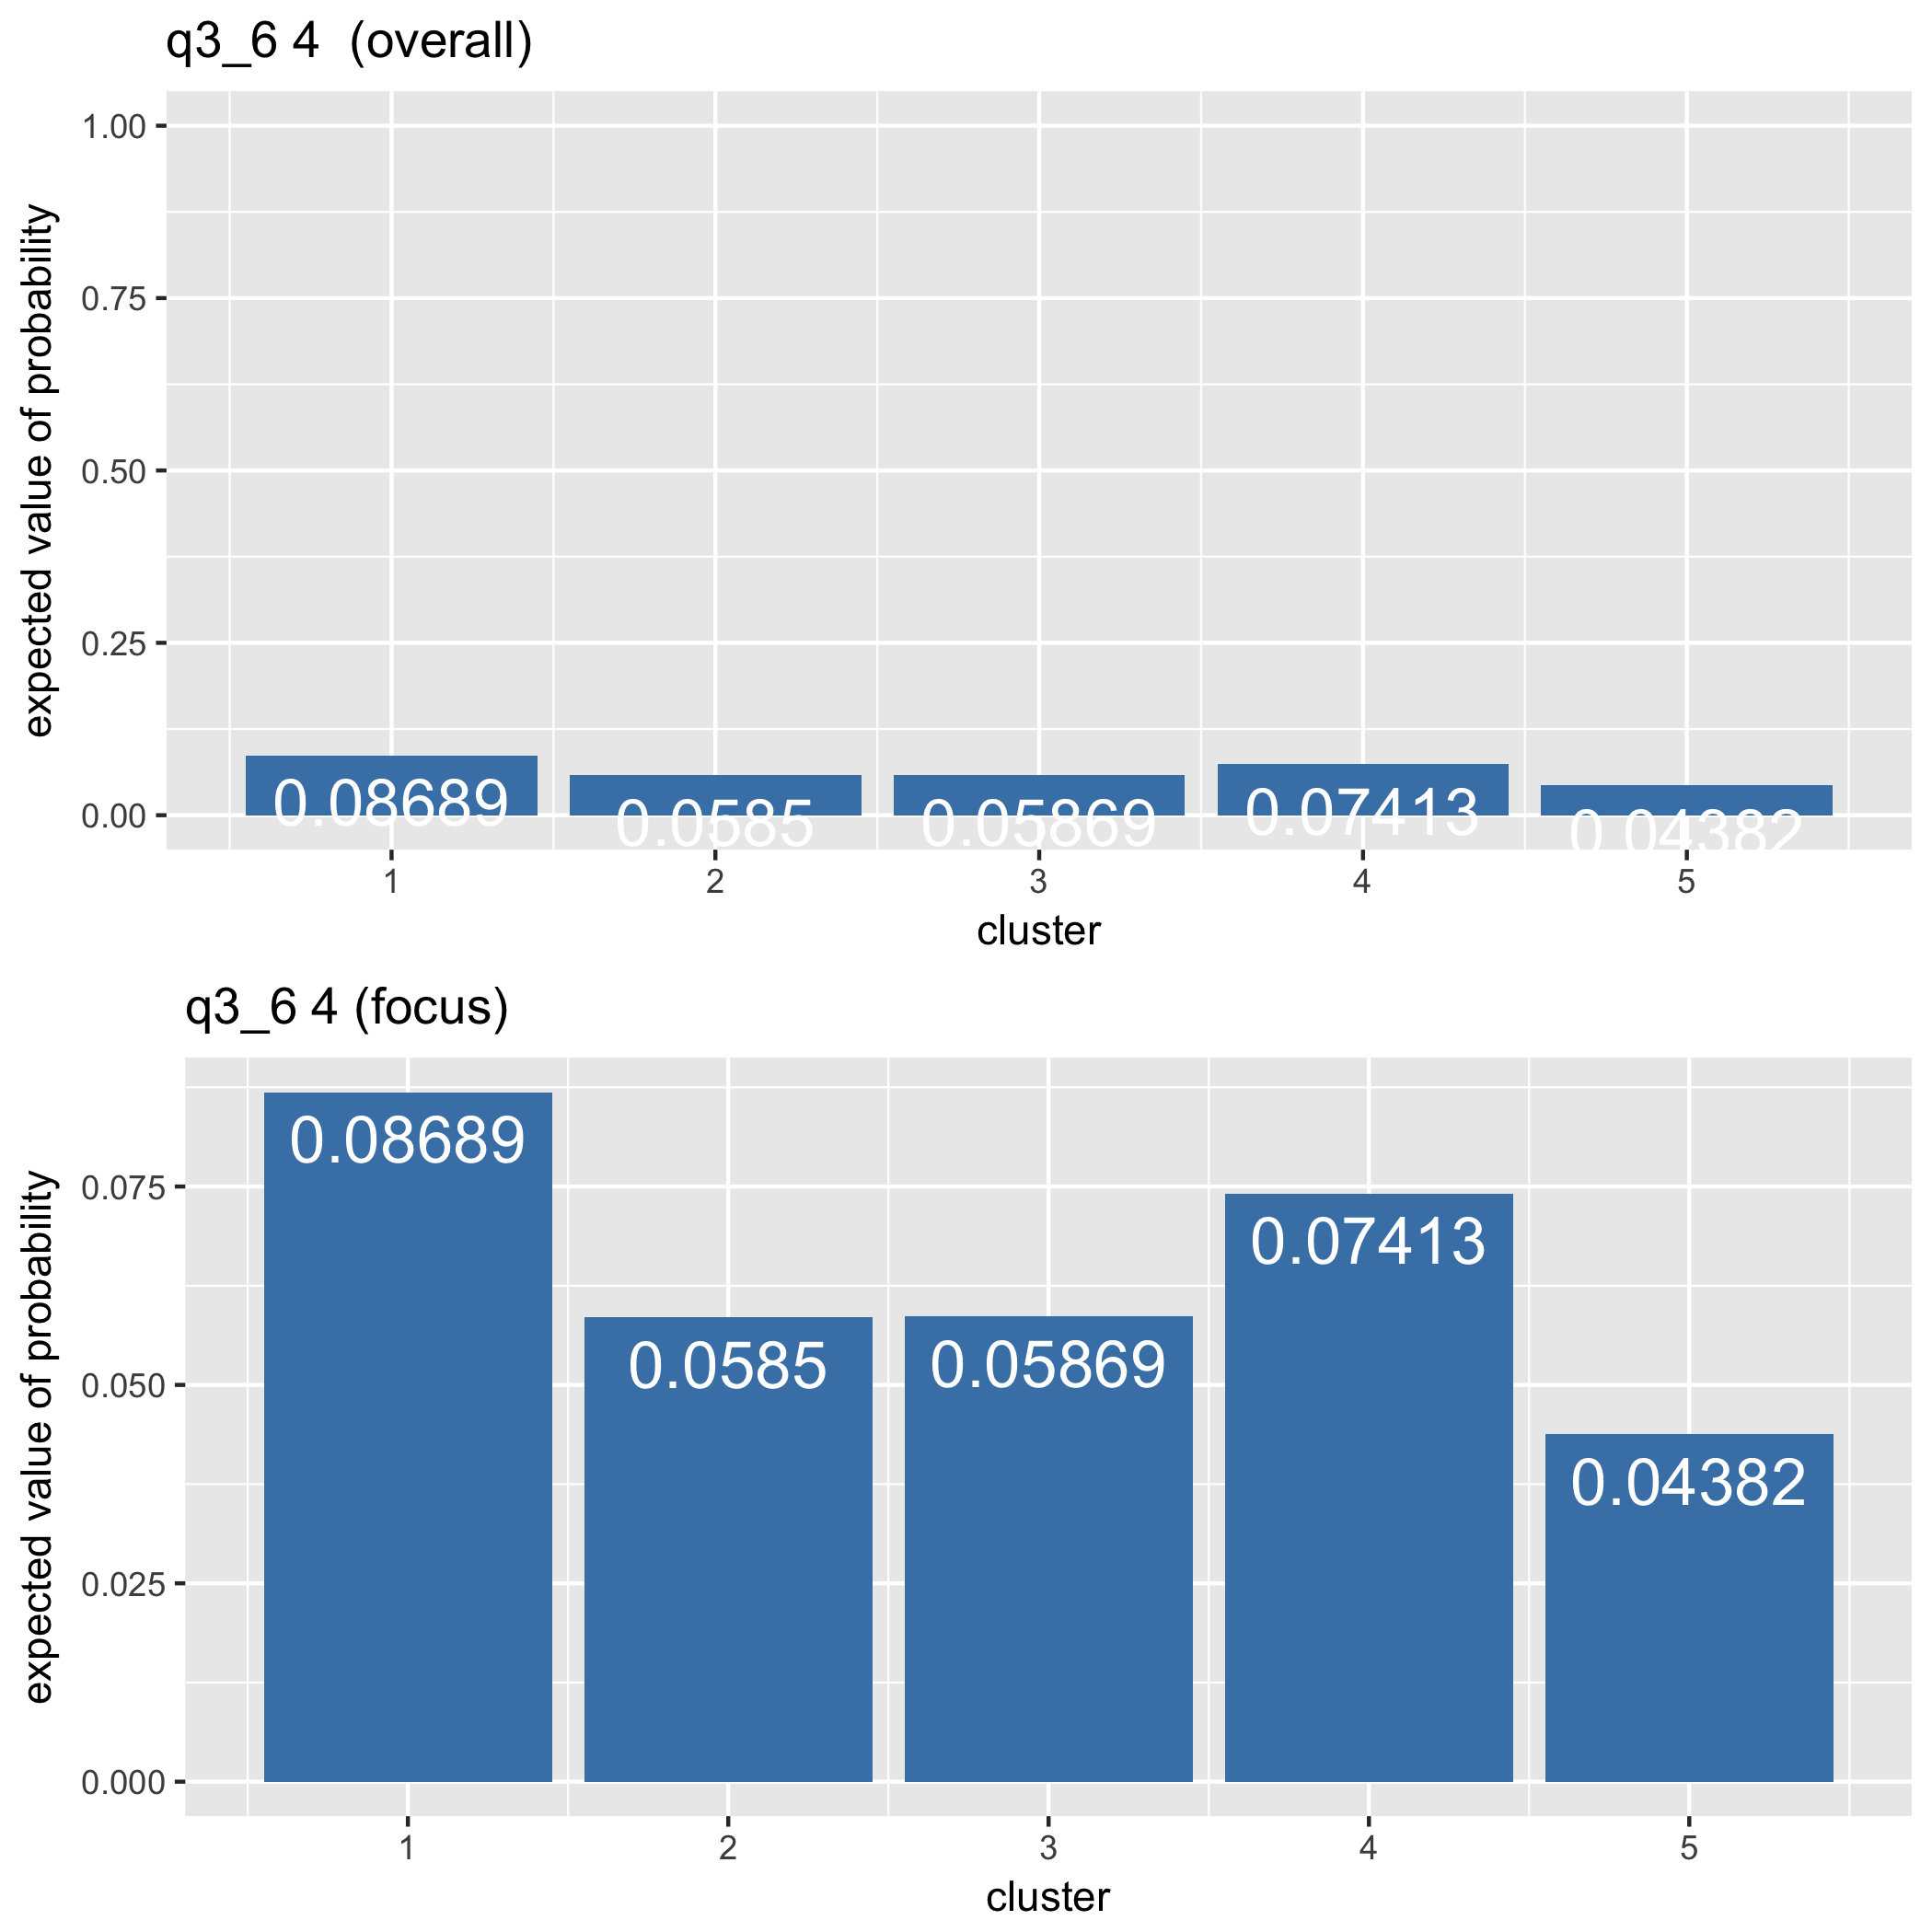 q3_6 4 (overall)
expected value of probability
1.00
0.75
0.50
0.25
0.00
0.08689
0.0585
0.05869
0.07413
0.04382
1 2 3 4 5
cluster
q3_6 4 (focus)
expected value of probability
0.075
0.050
0.025
0.000
0.08689
0.0585
0.05869
0.07413
0.04382
1 2 3 4 5
cluster